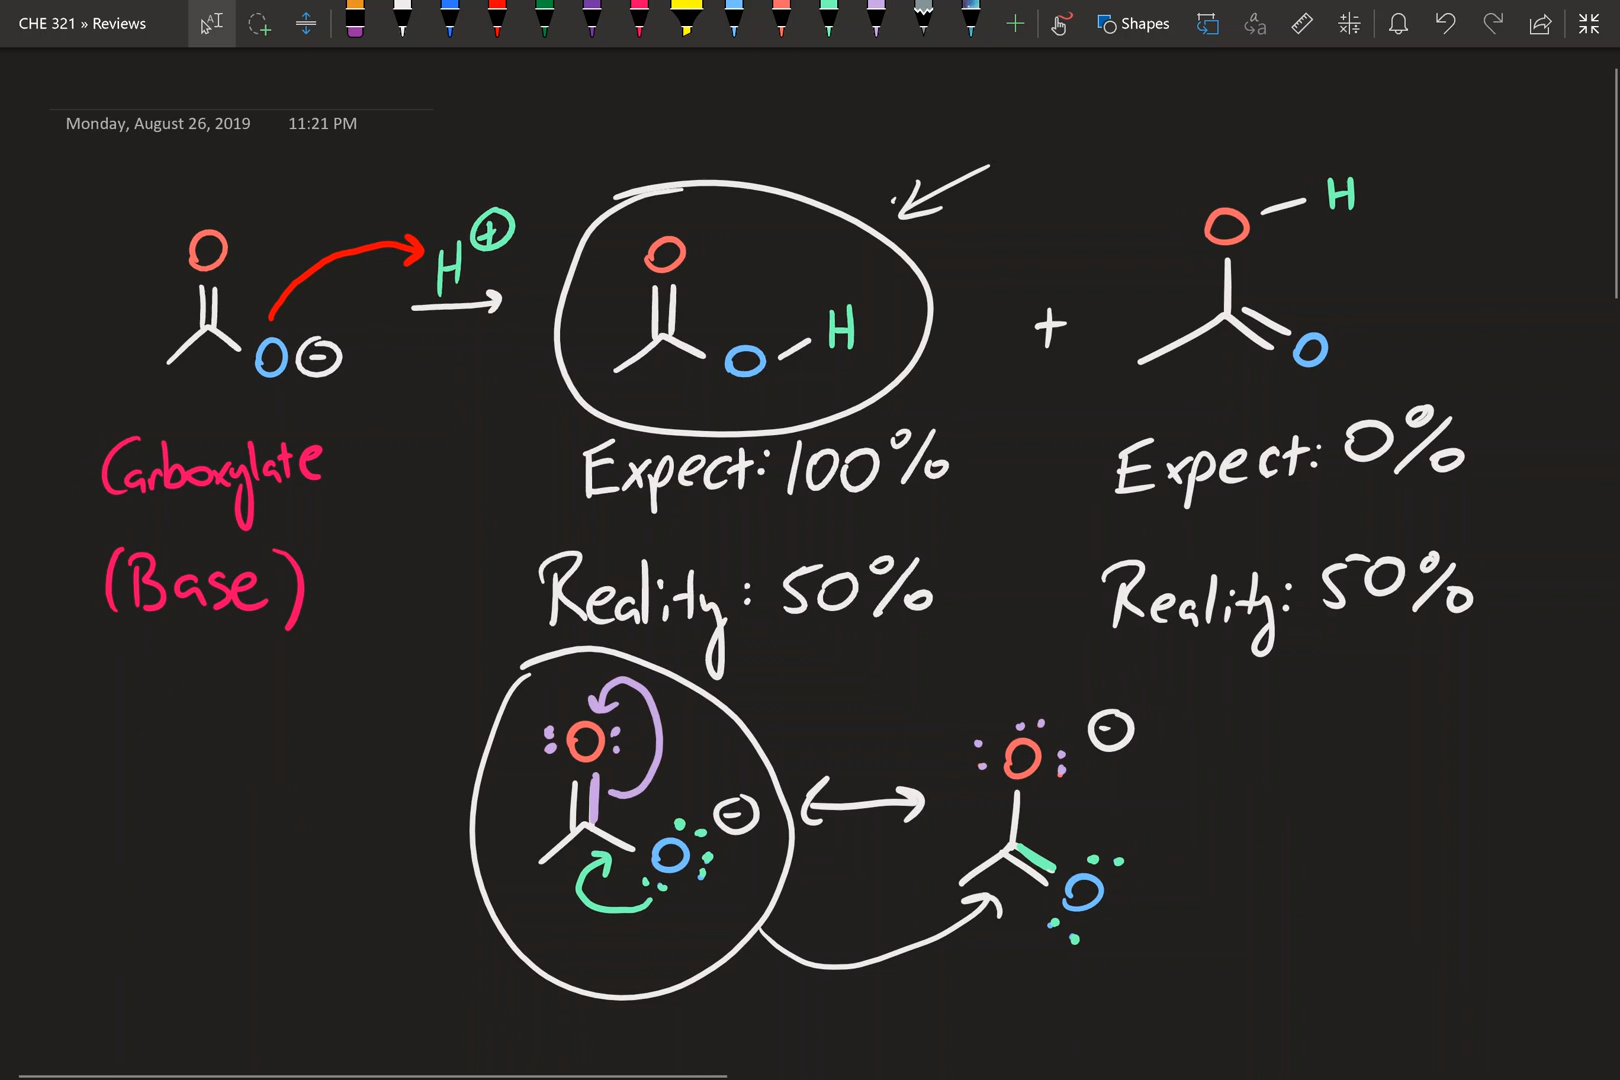 CHE 321 » Reviews
Shapes
Monday, August 26, 2019 11:21 PM
O
O ⊖
H ⊕
O
O H
+
O H
O
Carboxylate
(Base)
Expect: 100%
Expect: 0%
Reality: 50%
Reality: 50%
O
O ⊖
O ⊖
O